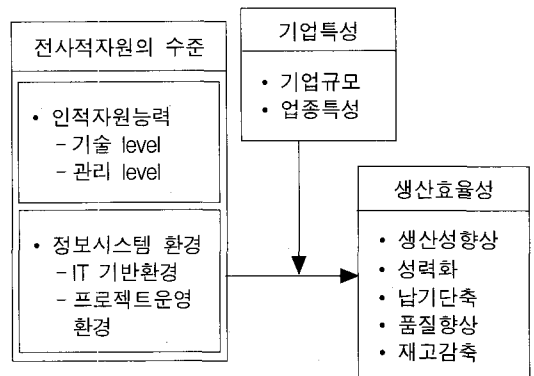 전사적자원의 수준
• 인적자원능력
– 기술 level
– 관리 level
• 정보시스템 환경
– IT 기반환경
– 프로젝트운영
환경
기업특성
• 기업규모
• 업종특성
생산효율성
• 생산성향상
• 성력화
• 납기단축
• 품질향상
• 재고감축